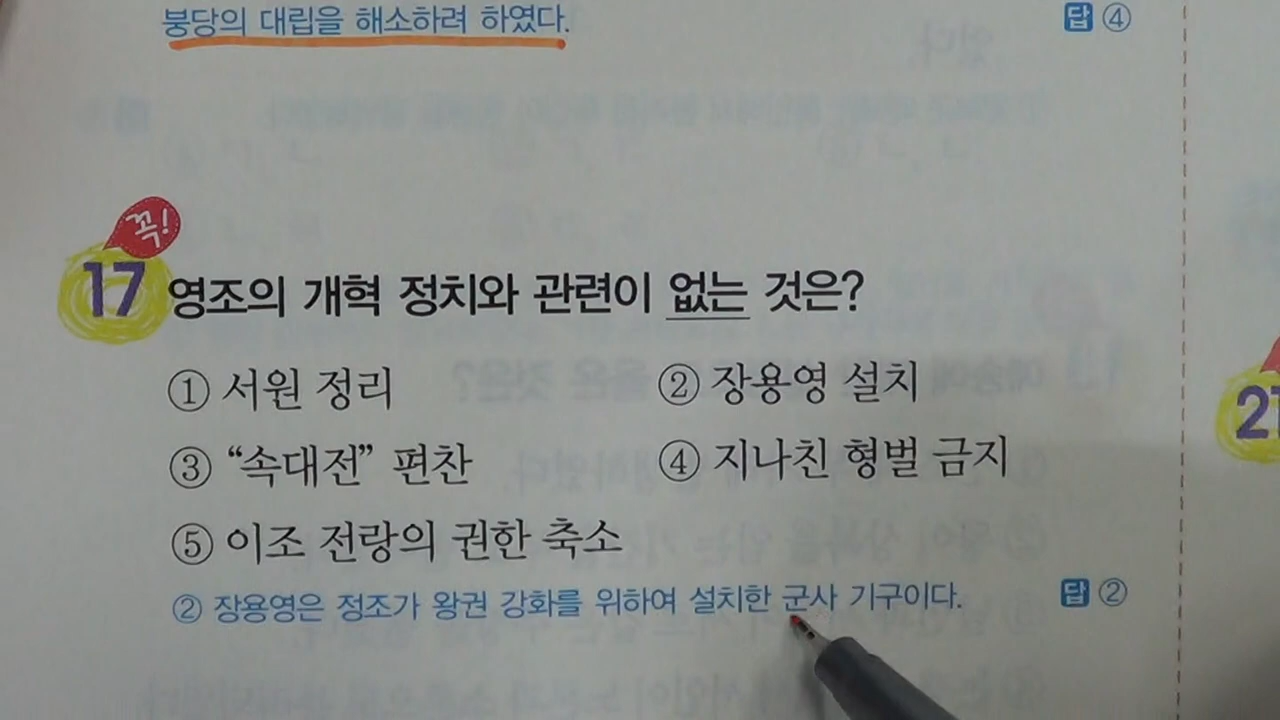 붕당의 대립을 해소하려 하였다. 답 ④
꼭!
17 영조의 개혁 정치와 관련이 없는 것은?
① 서원 정리 ② 장용영 설치
③ “속대전” 편찬 ④ 지나친 형벌 금지
⑤ 이조 전랑의 권한 축소
② 장용영은 정조가 왕권 강화를 위하여 설치한 군사 기구이다. 답 ②
21